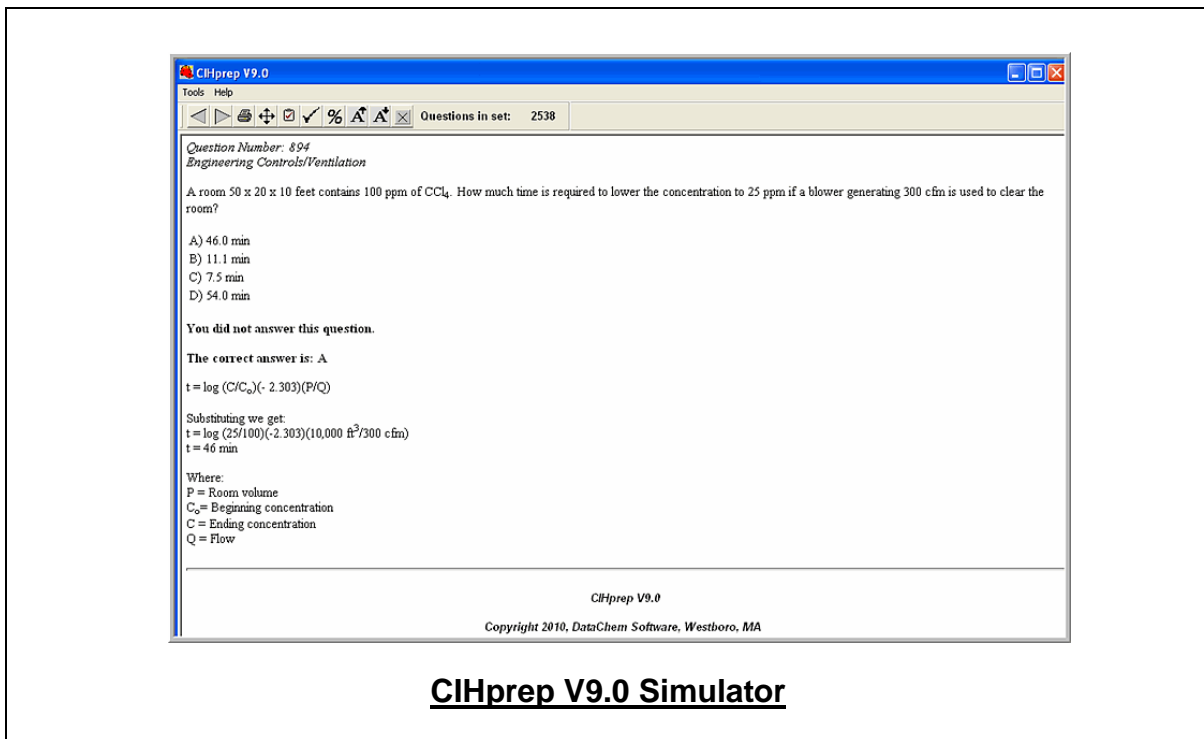 CIHprep V9.0
Tools Help
% A A Questions in set: 2538
Question Number: 894
Engineering Controls/Ventilation
A room 50 x 20 x 10 feet contains 100 ppm of CCl₄. How much time is required to lower the concentration to 25 ppm if a blower generating 300 cfm is used to clear the
room?
A) 46.0 min
B) 11.1 min
C) 7.5 min
D) 54.0 min
You did not answer this question.
The correct answer is: A
t = log (C/Cₒ)(- 2.303)(P/Q)
Substituting we get:
t = log (25/100)(-2.303)(10,000 ft³/300 cfm)
t = 46 min
Where:
P = Room volume
Cₒ= Beginning concentration
C = Ending concentration
Q = Flow
CIHprep V9.0
Copyright 2010, DataChem Software, Westboro, MA
CIHprep V9.0 Simulator